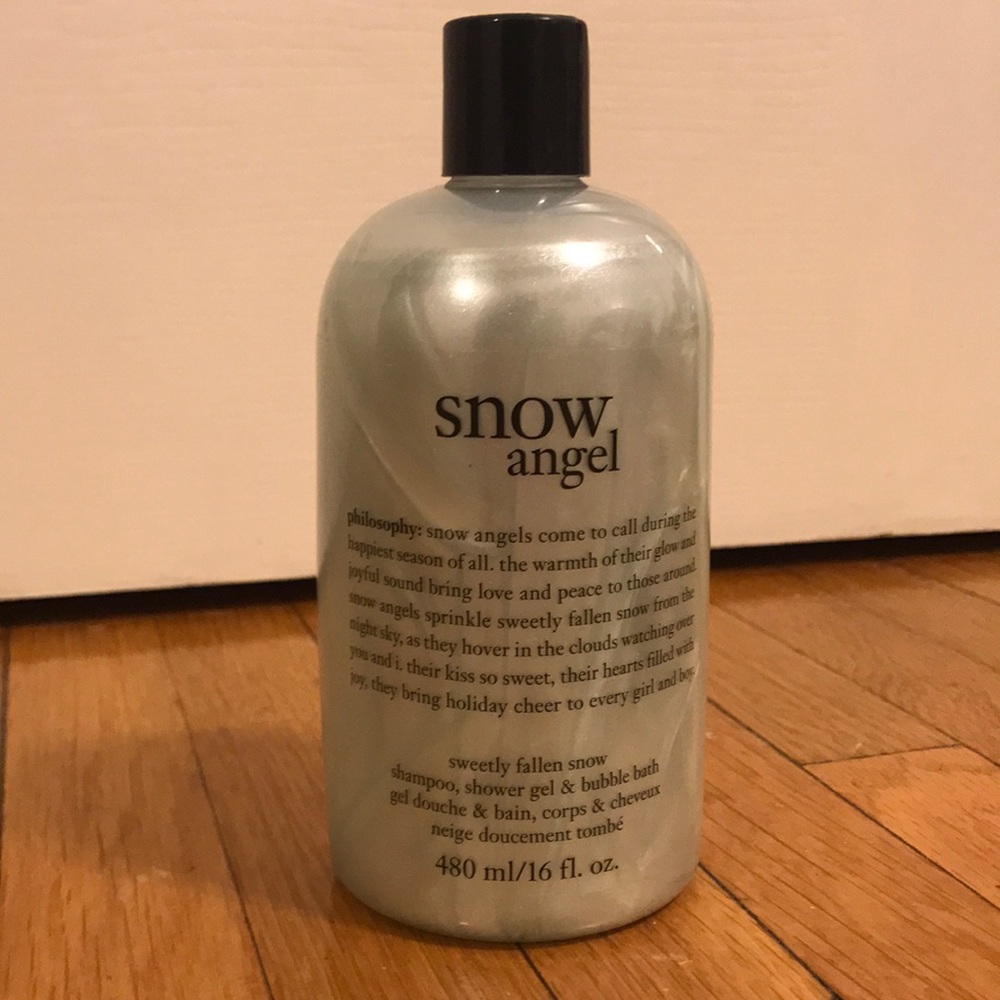 snow
angel
philosophy: snow angels come to call during the
happiest season of all. the warmth of their glow and
joyful sound bring love and peace to those around.
snow angels sprinkle sweetly fallen snow from the
night sky, as they hover in the clouds watching over
you and i. their kiss so sweet, their hearts filled with
joy, they bring holiday cheer to every girl and boy.
sweetly fallen snow
shampoo, shower gel & bubble bath
gel douche & bain, corps & cheveux
neige doucement tombé
480 ml/16 fl. oz.